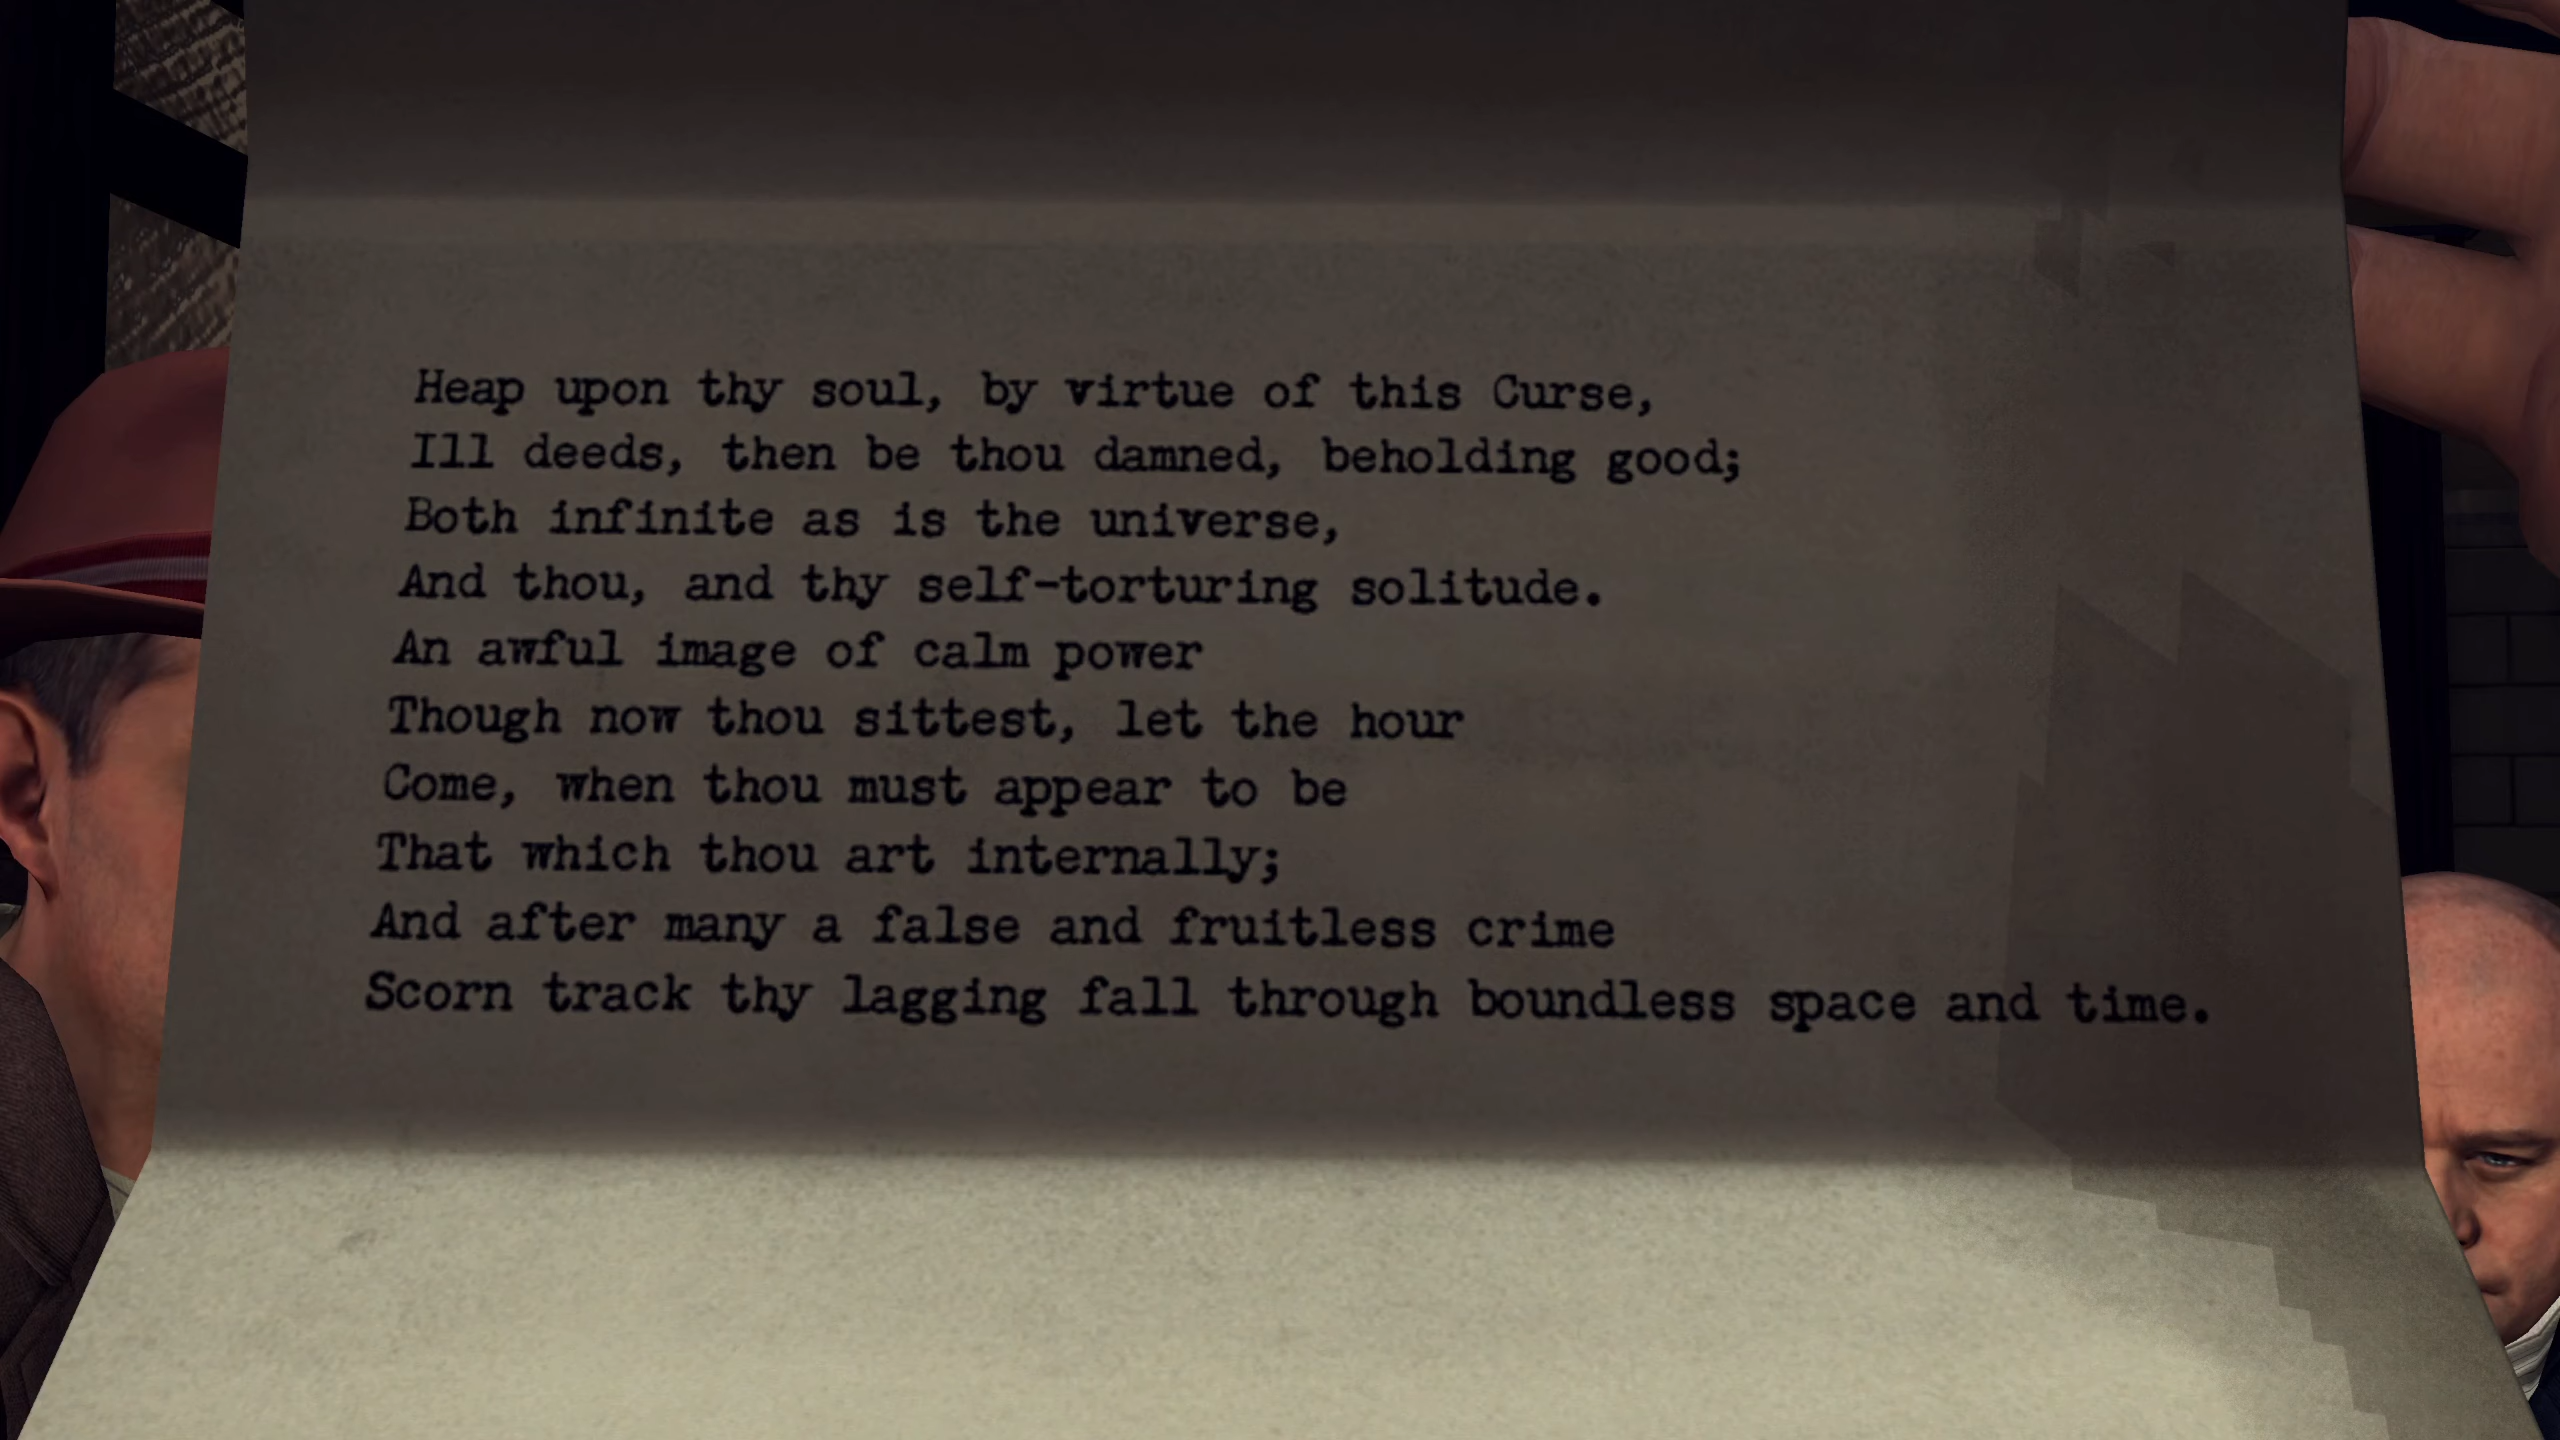 Heap upon thy soul, by virtue of this Curse,
Ill deeds, then be thou damned, beholding good;
Both infinite as is the universe,
And thou, and thy self-torturing solitude.
An awful image of calm power
Though now thou sittest, let the hour
Come, when thou must appear to be
That which thou art internally;
And after many a false and fruitless crime
Scorn track thy lagging fall through boundless space and time.